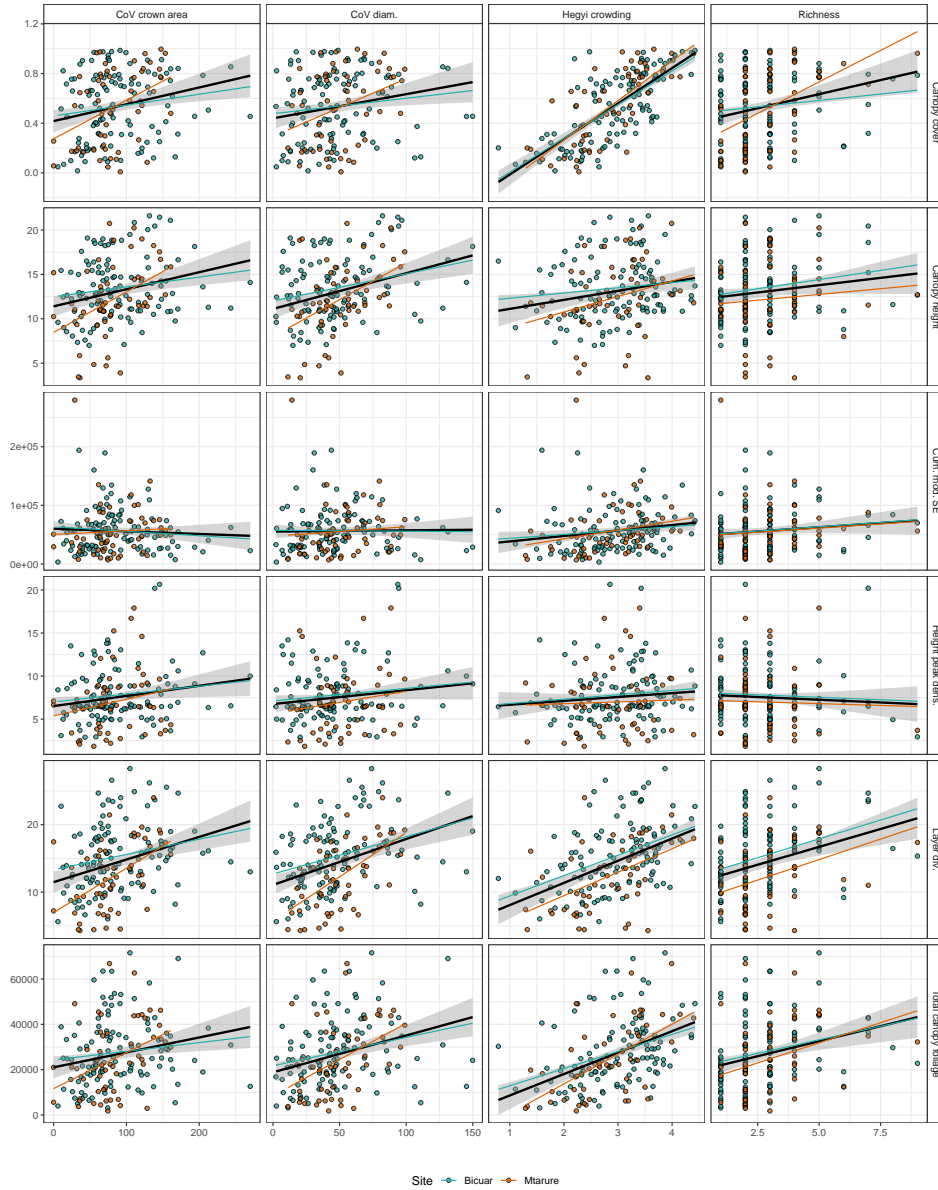 CoV crown area CoV diam. Hegyi crowding Richness
1.2
0.8
0.4
0.0
Canopy cover
20
15
10
5
Canopy height
2e+05
1e+05
0e+00
Cum. mod. SE
20
15
10
5
Height peak dens.
20
10
Layer div.
60000
40000
20000
0
Total canopy foliage
0 100 200 0 50 100 150 1 2 3 4 2.5 5.0 7.5
Site Bicuar Mtarure